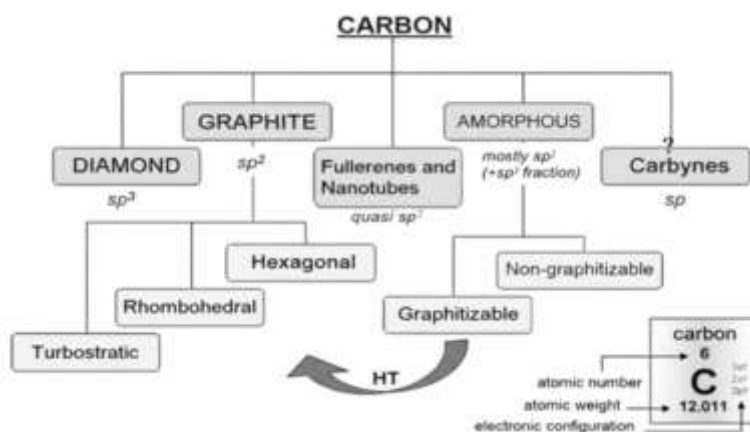 CARBON
GRAPHITE
sp²
AMORPHOUS
mostly sp²
(+sp³ fraction)
DIAMOND
sp³
Fullerenes and
Nanotubes
quasi sp²
?
Carbynes
sp
Hexagonal
Rhombohedral
Turbostratic
Non-graphitizable
Graphitizable
HT
carbon
6
C
12.011
atomic number
atomic weight
electronic configuration